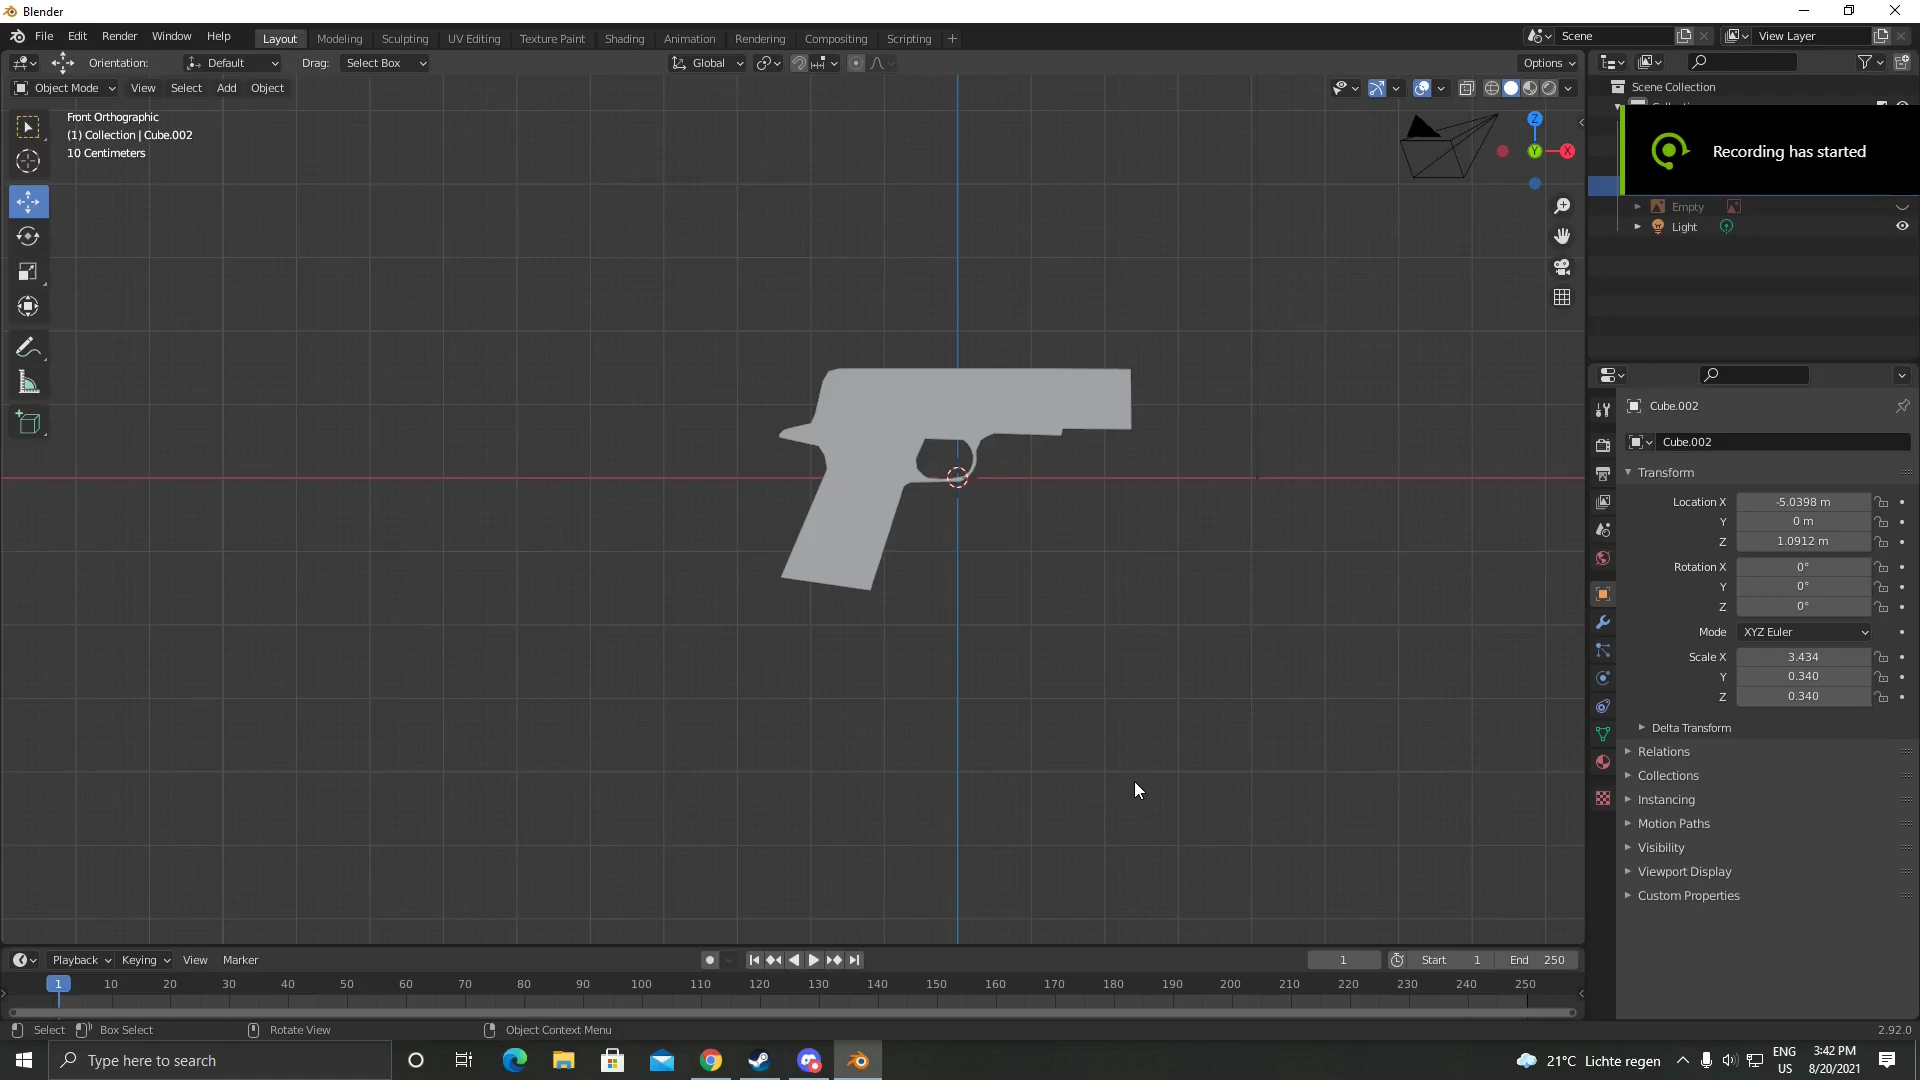 Blender
File Edit Render Window Help
Layout Modeling Sculpting UV Editing Texture Paint Shading Animation Rendering Compositing Scripting +
Scene
View Layer
Orientation: Default Drag: Select Box
Global
Options
Object Mode View Select Add Object
Front Orthographic
(1) Collection | Cube.002
10 Centimeters
Z
Y
X
Scene Collection
Recording has started
Empty
Light
Cube.002
Cube.002
Transform
Location X -5.0398 m
Y 0 m
Z 1.0912 m
Rotation X 0°
Y 0°
Z 0°
Mode XYZ Euler
Scale X 3.434
Y 0.340
Z 0.340
Delta Transform
Relations
Collections
Instancing
Motion Paths
Visibility
Viewport Display
Custom Properties
Playback Keying View Marker
1 Start 1 End 250
1 10 20 30 40 50 60 70 80 90 100 110 120 130 140 150 160 170 180 190 200 210 220 230 240 250
Select Box Select Rotate View Object Context Menu
2.92.0
Type here to search
21°C Lichte regen
ENG
US
3:42 PM
8/20/2021